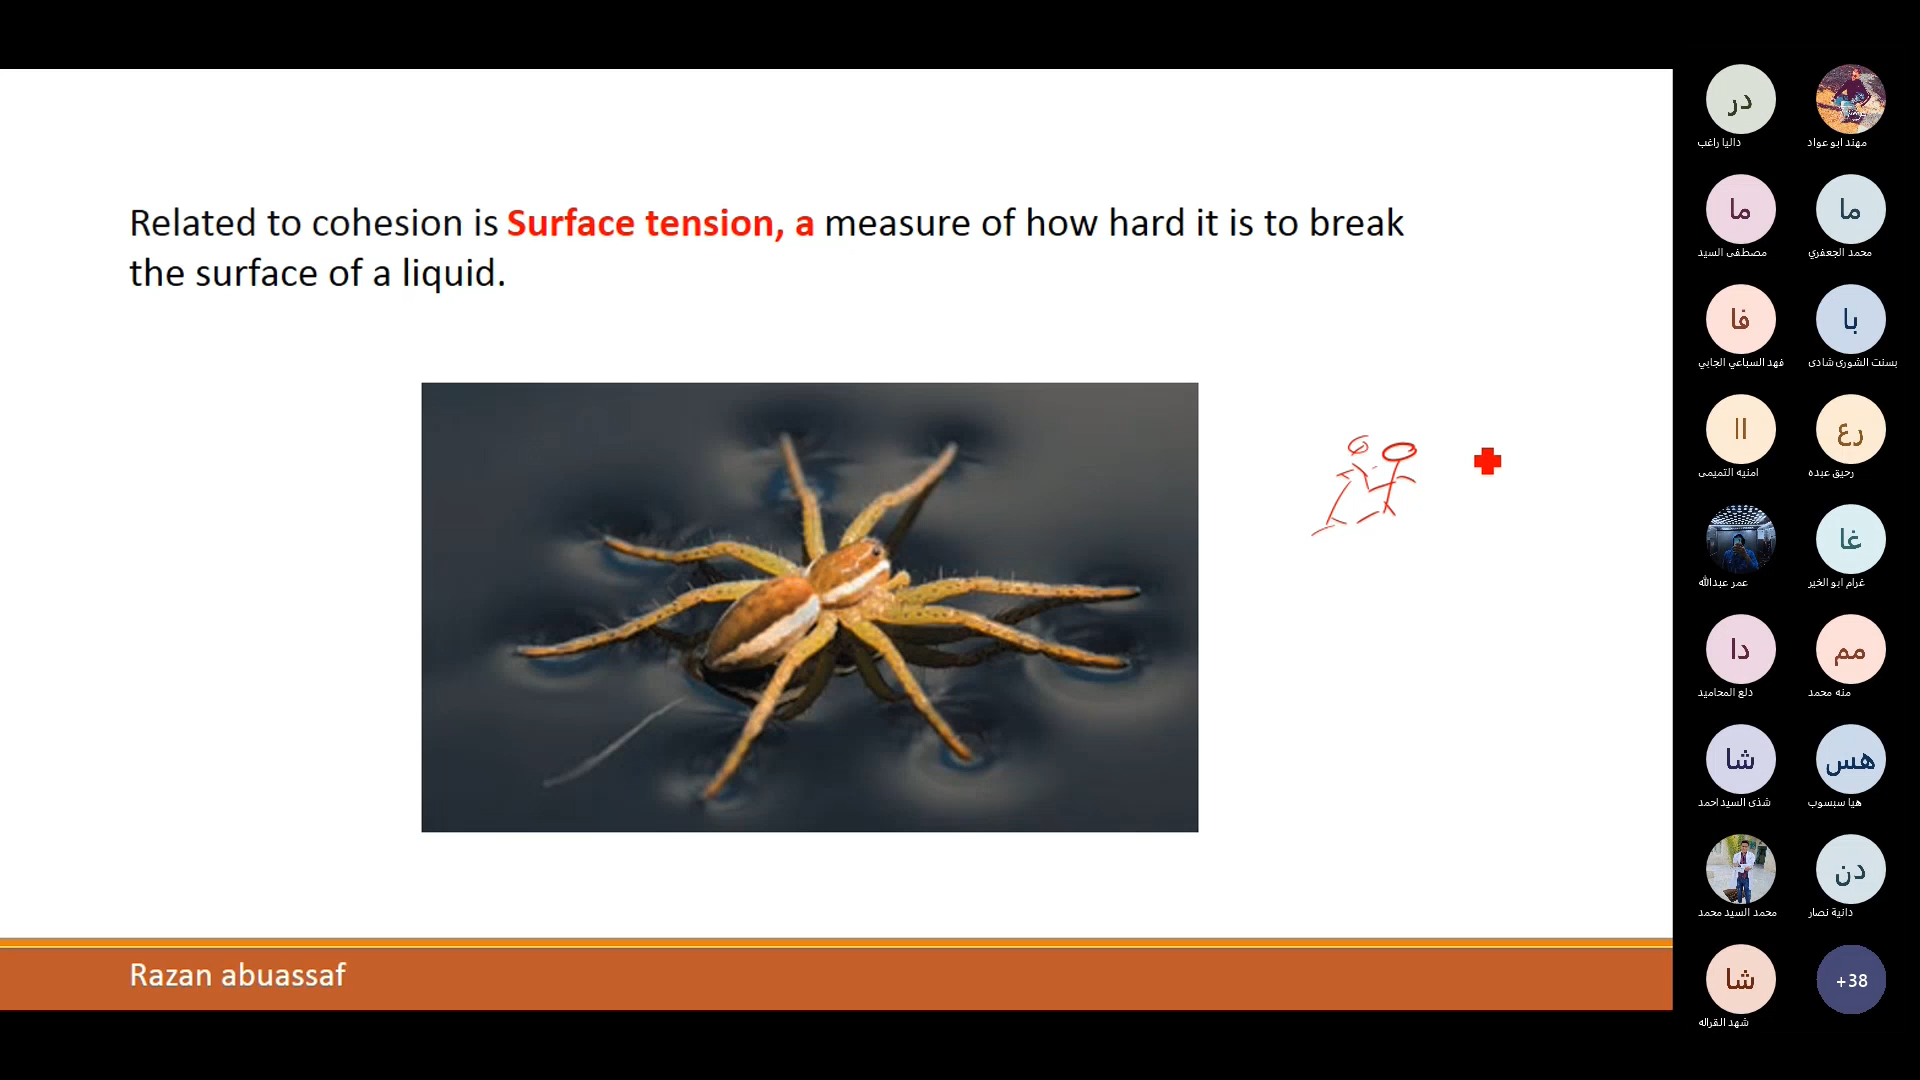 Related to cohesion is Surface tension, a measure of how hard it is to break
the surface of a liquid.
Razan abuassaf
در
داليا راغب
مهند ابو عواد
ما
مصطفى السيد
ما
محمد الجعفري
فا
فهد السباعي الجابي
با
بسنت الشورى شادى
اا
امنيه التميمى
رع
رحيق عبده
عمر عبدالله
غا
غرام ابو الخير
دا
دلع المحاميد
مم
منه محمد
شا
شذى السيد احمد
هس
هيا سبسوب
محمد السيد محمد
دن
دانية نصار
شا
شهد القراله
+38